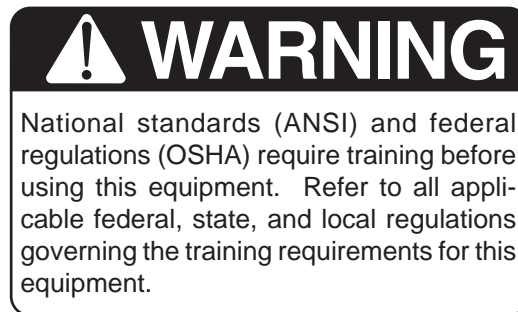 WARNING
National standards (ANSI) and federal
regulations (OSHA) require training before
using this equipment. Refer to all appli-
cable federal, state, and local regulations
governing the training requirements for this
equipment.